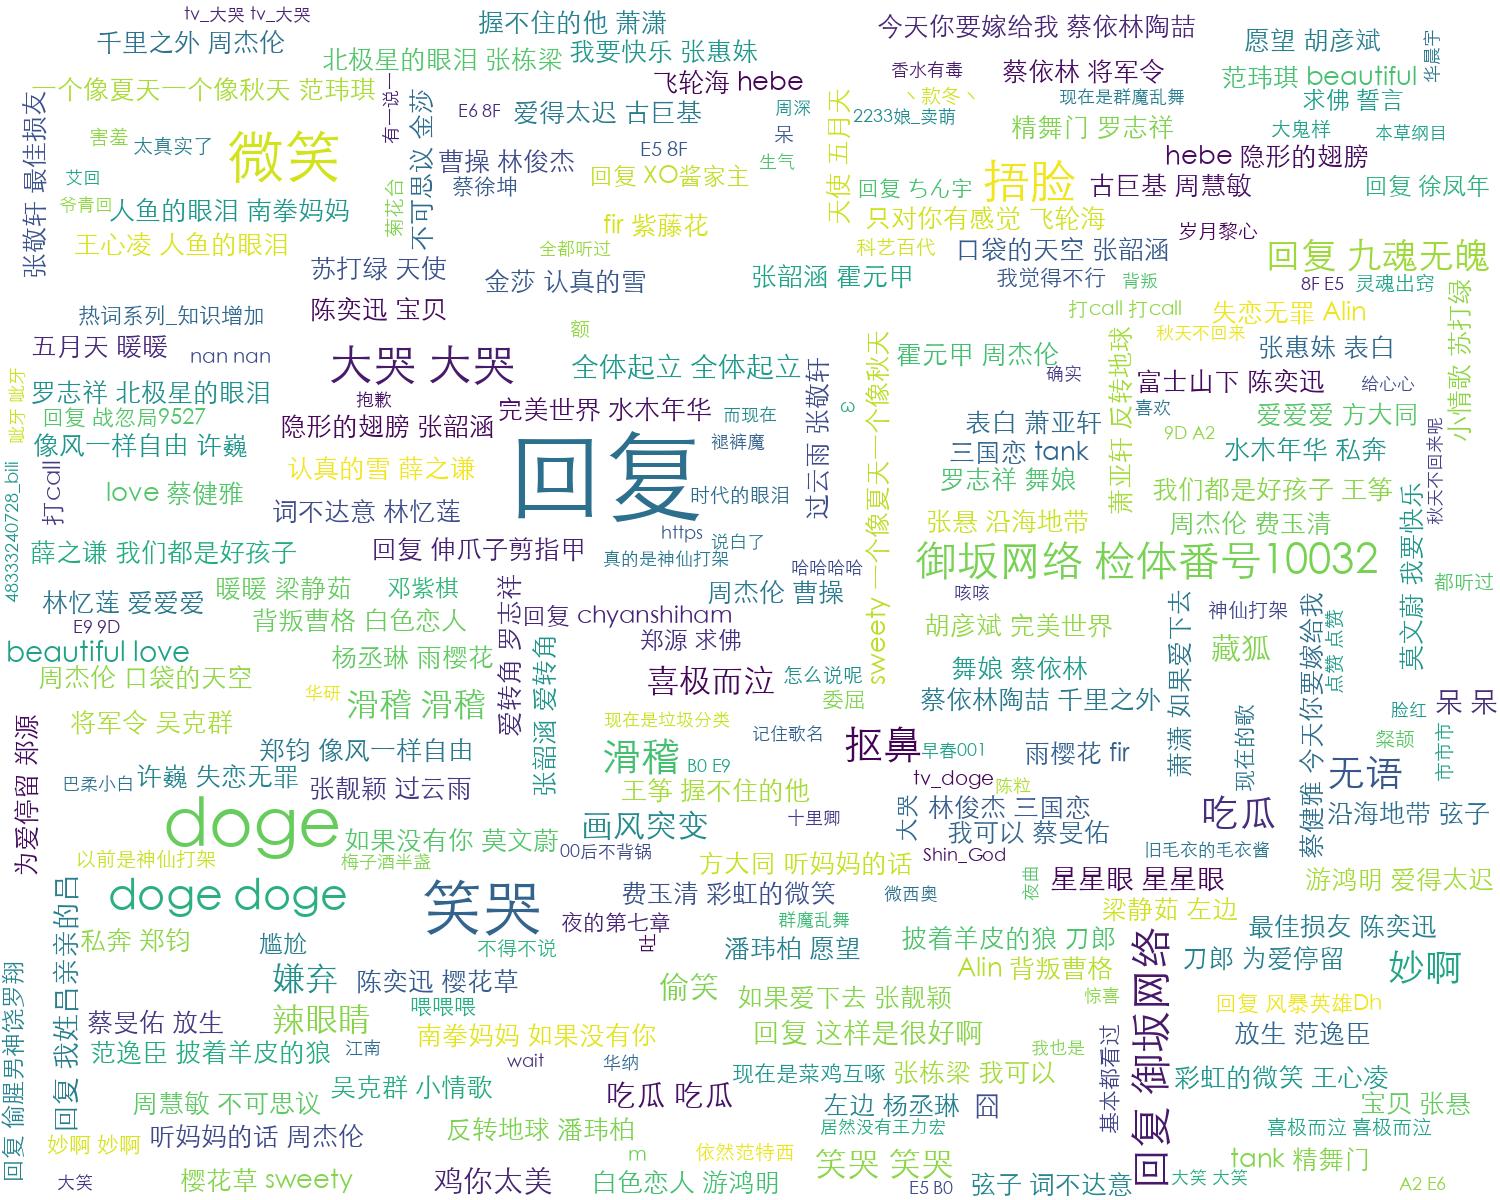 tv_大哭 tv_大哭
千里之外 周杰伦
握不住的他 萧潇
今天你要嫁给我 蔡依林陶喆
愿望 胡彦斌
华晨宇
北极星的眼泪 张栋梁
我要快乐 张惠妹
飞轮海 hebe
香水有毒
蔡依林 将军令
范玮琪 beautiful
一个像夏天一个像秋天 范玮琪
有一说一
不可思议 金莎
E6 8F
爱得太迟 古巨基
周深
呆
天使 五月天
丶款冬丶
2233娘_卖萌
现在是群魔乱舞
求佛 誓言
张敬轩 最佳损友
害羞
太真实了
微笑
曹操 林俊杰
E5 8F
生气
精舞门 罗志祥
大鬼样
本草纲目
hebe 隐形的翅膀
艾回
爷青回
人鱼的眼泪 南拳妈妈
菊花台
蔡徐坤
回复 XO酱家主
回复 ちん宇
捂脸
古巨基 周慧敏
回复 徐凤年
王心凌 人鱼的眼泪
fir 紫藤花
只对你有感觉 飞轮海
岁月黎心
全都听过
科艺百代
口袋的天空 张韶涵
回复 九魂无魄
苏打绿 天使
金莎 认真的雪
张韶涵 霍元甲
我觉得不行
背叛
8F E5
灵魂出窍
热词系列_知识增加
陈奕迅 宝贝
打call 打call
失恋无罪 Alin
小情歌 苏打绿
五月天 暖暖
nan nan
额
秋天不回来
大哭 大哭
全体起立 全体起立
过云雨 张敬轩
sweety 一个像夏天一个像秋天
霍元甲 周杰伦
确实
萧亚轩 反转地球
张惠妹 表白
呲牙 呲牙
罗志祥 北极星的眼泪
抱歉
富士山下 陈奕迅
给心心
回复 战忽局9527
隐形的翅膀 张韶涵
完美世界 水木年华
而现在
ω
表白 萧亚轩
喜欢
爱爱爱 方大同
像风一样自由 许巍
褪裤魔
三国恋 tank
9D A2
水木年华 私奔
秋天不回来呢
48333240728_bili
打call
love 蔡健雅
认真的雪 薛之谦
回复
时代的眼泪
罗志祥 舞娘
我们都是好孩子 王筝
莫文蔚 我要快乐
词不达意 林忆莲
张悬 沿海地带
周杰伦 费玉清
薛之谦 我们都是好孩子
回复 伸爪子剪指甲
https
说白了
真的是神仙打架
哈哈哈哈
御坂网络 检体番号10032
暖暖 梁静茹
邓紫棋
爱转角 罗志祥
周杰伦 曹操
咳咳
都听过
林忆莲 爱爱爱
背叛曹格 白色恋人
回复 chyanshiham
胡彦斌 完美世界
萧潇 如果爱下去
神仙打架
蔡健雅 今天你要嫁给我
点赞 点赞
E9 9D
郑源 求佛
beautiful love
杨丞琳 雨樱花
张韶涵 爱转角
喜极而泣
怎么说呢
舞娘 蔡依林
藏狐
周杰伦 口袋的天空
华研
滑稽 滑稽
委屈
蔡依林陶喆 千里之外
现在的歌
脸红
呆 呆
为爱停留 郑源
将军令 吴克群
现在是垃圾分类
记住歌名
抠鼻
早春001
雨樱花 fir
粲颉
市市市
郑钧 像风一样自由
滑稽
B0 E9
巴柔小白
许巍 失恋无罪
张靓颖 过云雨
王筝 握不住的他
tv_doge
陈粒
无语
doge
如果没有你 莫文蔚
画风突变
十里卿
大哭
林俊杰 三国恋
我可以 蔡旻佑
吃瓜
沿海地带 弦子
以前是神仙打架
梅子酒半盏
00后不背锅
方大同 听妈妈的话
Shin_God
旧毛衣的毛衣酱
doge doge
笑哭
费玉清 彩虹的微笑
微西奥
夜曲
星星眼 星星眼
游鸿明 爱得太迟
回复 我姓吕亲亲的吕
私奔 郑钧
尴尬
不得不说
夜的第七章
吐
群魔乱舞
潘玮柏 愿望
披着羊皮的狼 刀郎
梁静茹 左边
最佳损友 陈奕迅
回复 偷腥男神饶罗翔
嫌弃
陈奕迅 樱花草
偷笑
Alin 背叛曹格
回复 御坂网络
刀郎 为爱停留
妙啊
喂喂喂
如果爱下去 张靓颖
惊喜
回复 风暴英雄Dh
蔡旻佑 放生
辣眼睛
南拳妈妈 如果没有你
回复 这样是很好啊
基本都看过
放生 范逸臣
范逸臣 披着羊皮的狼
江南
wait
华纳
我也是
吴克群 小情歌
吃瓜 吃瓜
现在是菜鸡互啄
张栋梁 我可以
彩虹的微笑 王心凌
周慧敏 不可思议
左边 杨丞琳
囧
宝贝 张悬
妙啊 妙啊
听妈妈的话 周杰伦
反转地球 潘玮柏
依然范特西
居然没有王力宏
喜极而泣 喜极而泣
m
笑哭 笑哭
tank 精舞门
大笑
樱花草 sweety
鸡你太美
白色恋人 游鸿明
E5 B0
弦子 词不达意
大笑 大笑
A2 E6